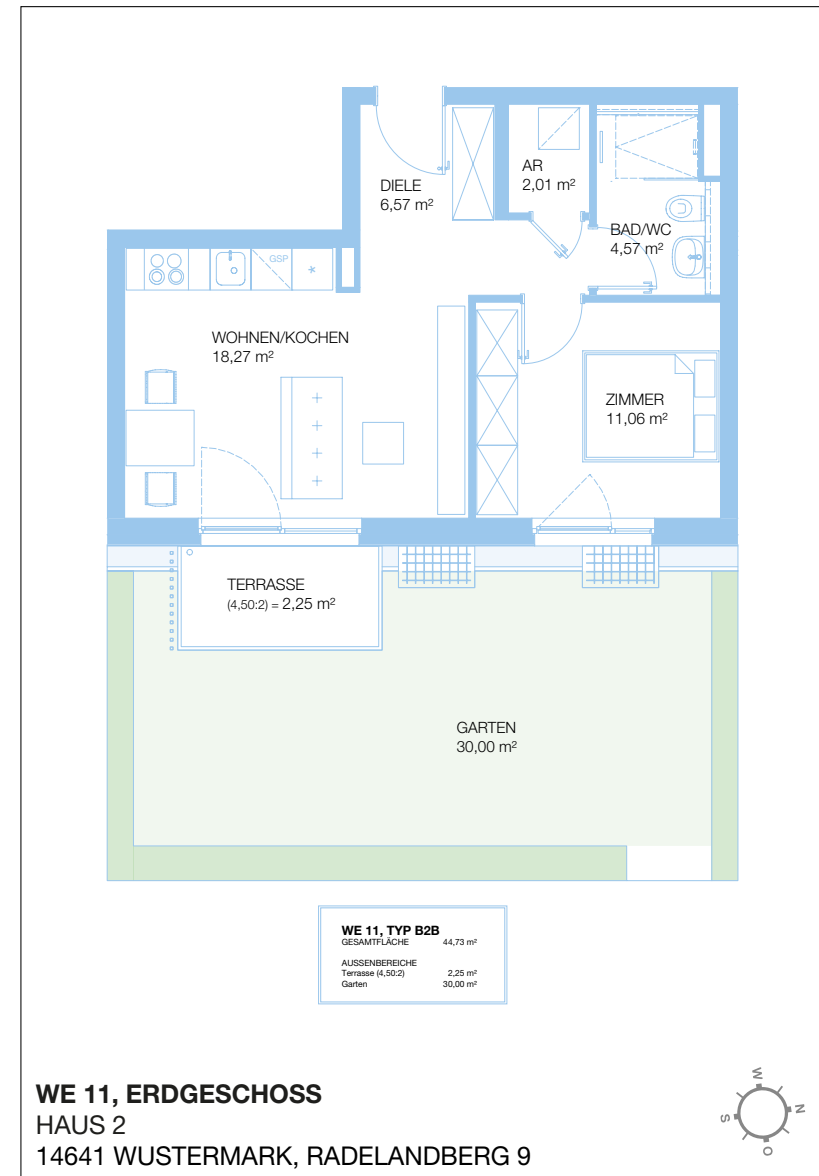 DIELE
6,57 m²
AR
2,01 m²
BAD/WC
4,57 m²
GSP
*
WOHNEN/KOCHEN
18,27 m²
ZIMMER
11,06 m²
TERRASSE
(4,50:2) = 2,25 m²
GARTEN
30,00 m²
WE 11, TYP B2B
GESAMTFLÄCHE 44,73 m²
AUSSENBEREICHE
Terrasse (4,50:2) 2,25 m²
Garten 30,00 m²
WE 11, ERDGESCHOSS
HAUS 2
14641 WUSTERMARK, RADELANDBERG 9
W
N
S
O